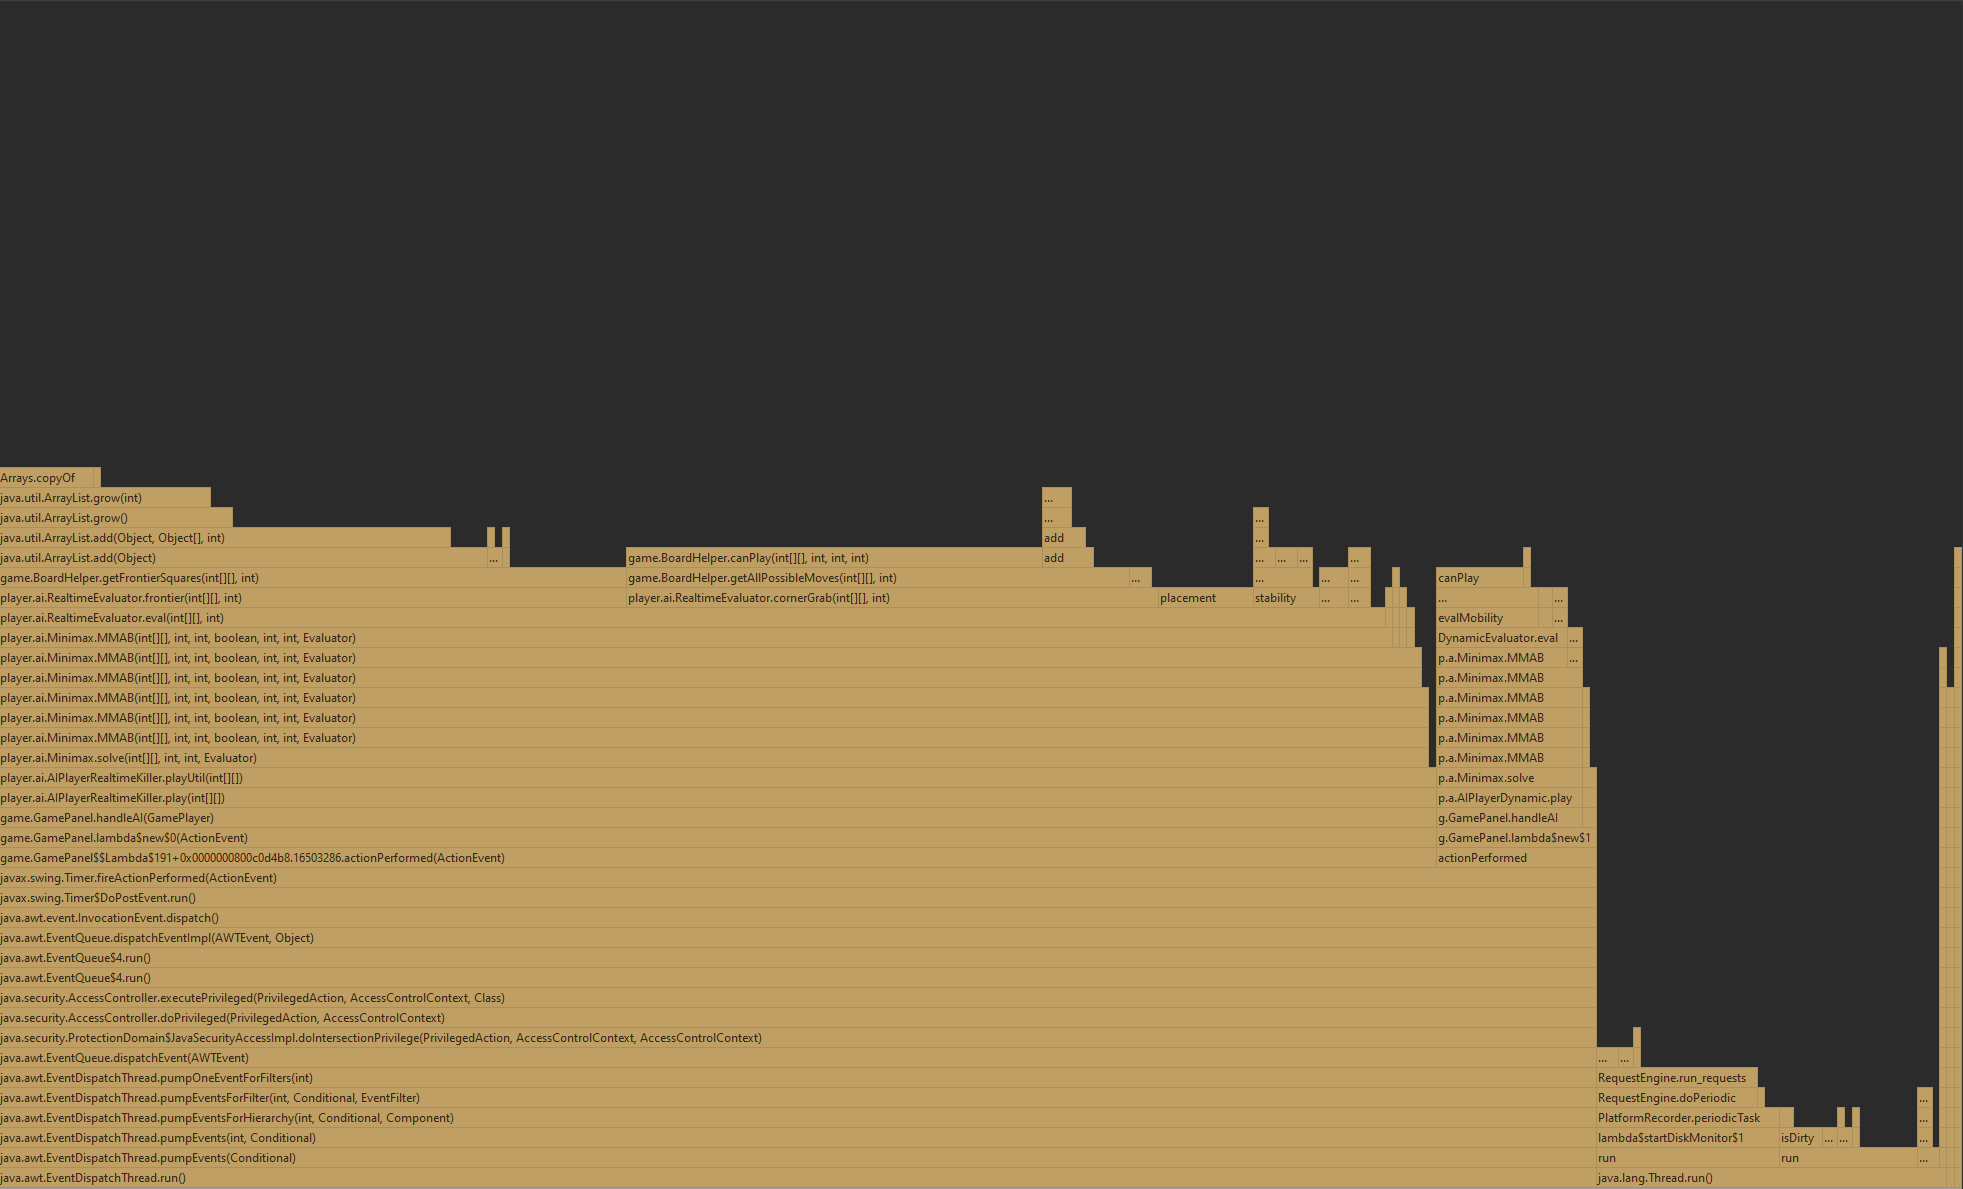 Arrays.copyOf
java.util.ArrayList.grow(int) ...
java.util.ArrayList.grow() ... ...
java.util.ArrayList.add(Object, Object[], int) add ...
java.util.ArrayList.add(Object) ... game.BoardHelper.canPlay(int[][], int, int, int) add ... ... ... ...
game.BoardHelper.getFrontierSquares(int[][], int) game.BoardHelper.getAllPossibleMoves(int[][], int) ... ... ... ... canPlay
player.ai.RealtimeEvaluator.frontier(int[][], int) player.ai.RealtimeEvaluator.cornerGrab(int[][], int) placement stability ... ... ... ...
player.ai.RealtimeEvaluator.eval(int[][], int) evalMobility ...
player.ai.Minimax.MMAB(int[][], int, int, boolean, int, int, Evaluator) DynamicEvaluator.eval ...
player.ai.Minimax.MMAB(int[][], int, int, boolean, int, int, Evaluator) p.a.Minimax.MMAB ...
player.ai.Minimax.MMAB(int[][], int, int, boolean, int, int, Evaluator) p.a.Minimax.MMAB
player.ai.Minimax.MMAB(int[][], int, int, boolean, int, int, Evaluator) p.a.Minimax.MMAB
player.ai.Minimax.MMAB(int[][], int, int, boolean, int, int, Evaluator) p.a.Minimax.MMAB
player.ai.Minimax.MMAB(int[][], int, int, boolean, int, int, Evaluator) p.a.Minimax.MMAB
player.ai.Minimax.solve(int[][], int, int, Evaluator) p.a.Minimax.MMAB
player.ai.AIPlayerRealtimeKiller.playUtil(int[][]) p.a.Minimax.solve
player.ai.AIPlayerRealtimeKiller.play(int[][]) p.a.AIPlayerDynamic.play
game.GamePanel.handleAI(GamePlayer) g.GamePanel.handleAI
game.GamePanel.lambda$new$0(ActionEvent) g.GamePanel.lambda$new$1
game.GamePanel$$Lambda$191+0x0000000800c0d4b8.16503286.actionPerformed(ActionEvent) actionPerformed
javax.swing.Timer.fireActionPerformed(ActionEvent)
javax.swing.Timer$DoPostEvent.run()
java.awt.event.InvocationEvent.dispatch()
java.awt.EventQueue.dispatchEventImpl(AWTEvent, Object)
java.awt.EventQueue$4.run()
java.awt.EventQueue$4.run()
java.security.AccessController.executePrivileged(PrivilegedAction, AccessControlContext, Class)
java.security.AccessController.doPrivileged(PrivilegedAction, AccessControlContext)
java.security.ProtectionDomain$JavaSecurityAccessImpl.doIntersectionPrivilege(PrivilegedAction, AccessControlContext, AccessControlContext)
java.awt.EventQueue.dispatchEvent(AWTEvent) ... ...
java.awt.EventDispatchThread.pumpOneEventForFilters(int) RequestEngine.run_requests
java.awt.EventDispatchThread.pumpEventsForFilter(int, Conditional, EventFilter) RequestEngine.doPeriodic ...
java.awt.EventDispatchThread.pumpEventsForHierarchy(int, Conditional, Component) PlatformRecorder.periodicTask ...
java.awt.EventDispatchThread.pumpEvents(int, Conditional) lambda$startDiskMonitor$1 isDirty ... ... ...
java.awt.EventDispatchThread.pumpEvents(Conditional) run run ...
java.awt.EventDispatchThread.run() java.lang.Thread.run()